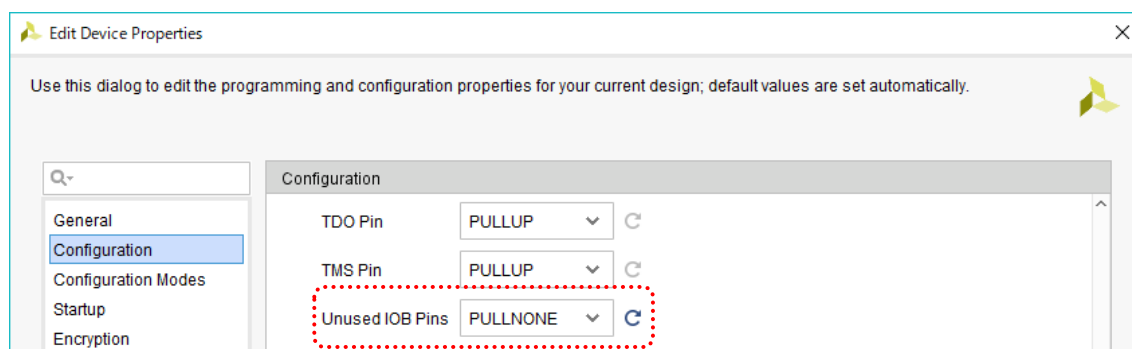 Edit Device Properties
Use this dialog to edit the programming and configuration properties for your current design; default values are set automatically.
Configuration
General
Configuration
Configuration Modes
Startup
Encryption
TDO Pin PULLUP
TMS Pin PULLUP
Unused IOB Pins PULLNONE